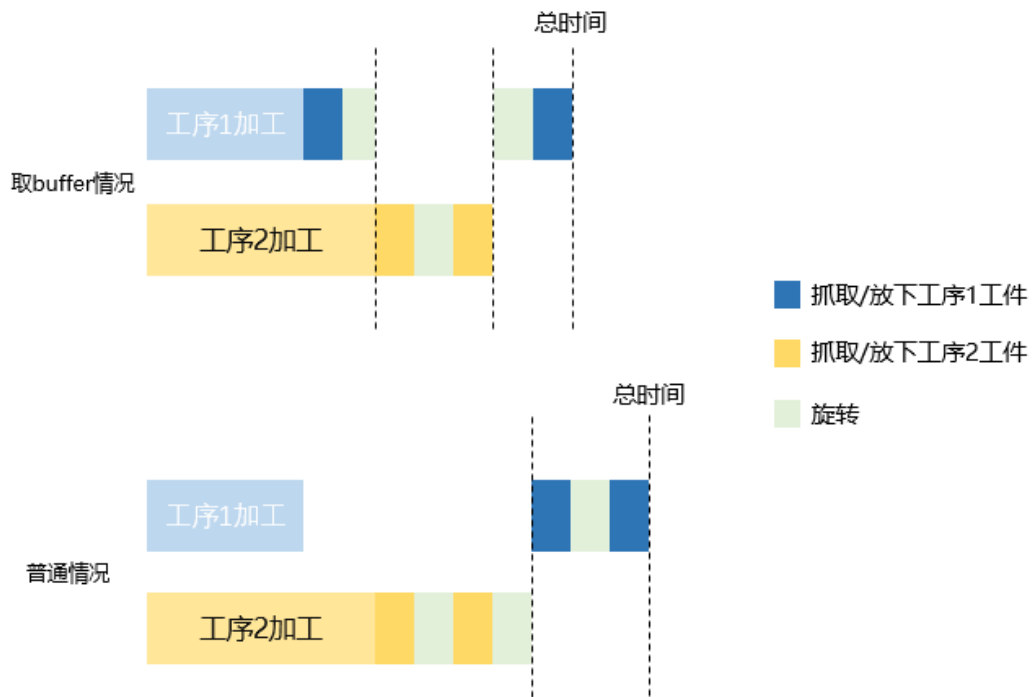 总时间
工序1加工
取buffer情况
工序2加工
抓取/放下工序1工件
抓取/放下工序2工件
旋转
总时间
工序1加工
普通情况
工序2加工